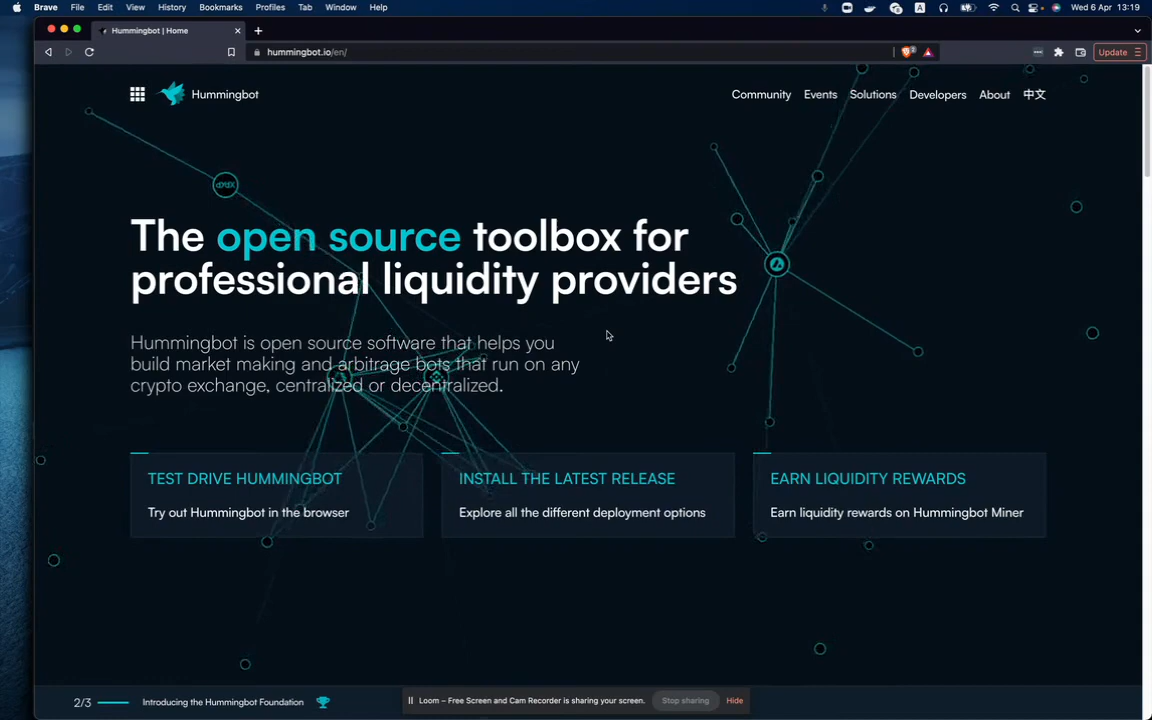 Brave File Edit View History Bookmarks Profiles Tab Window Help
A
Wed 6 Apr 13:19
Hummingbot | Home
hummingbot.io/en/
Update
Hummingbot
Community Events Solutions Developers About 中文
dYdX
The open source toolbox for
professional liquidity providers
Hummingbot is open source software that helps you
build market making and arbitrage bots that run on any
crypto exchange, centralized or decentralized.
TEST DRIVE HUMMINGBOT
Try out Hummingbot in the browser
INSTALL THE LATEST RELEASE
Explore all the different deployment options
EARN LIQUIDITY REWARDS
Earn liquidity rewards on Hummingbot Miner
2/3
Introducing the Hummingbot Foundation
Loom – Free Screen and Cam Recorder is sharing your screen.
Stop sharing
Hide